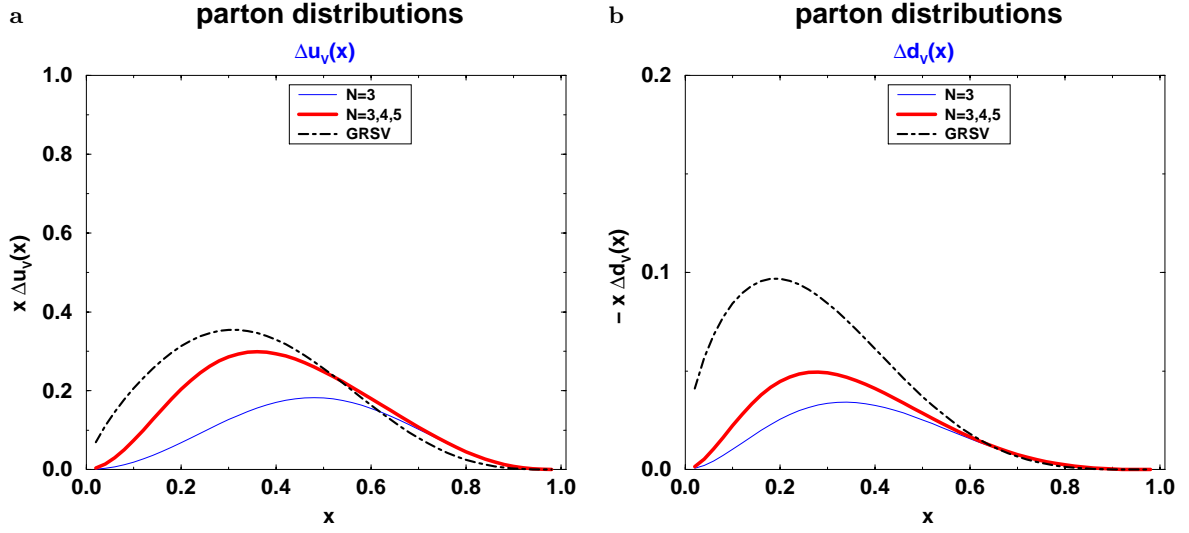 a
parton distributions
Δu_V(x)
x Δu_V(x)
1.0
0.8
0.6
0.4
0.2
0.0
N=3
N=3,4,5
GRSV
0.0 0.2 0.4 0.6 0.8 1.0
x
b
parton distributions
Δd_V(x)
− x Δd_V(x)
0.2
0.1
0.0
N=3
N=3,4,5
GRSV
0.0 0.2 0.4 0.6 0.8 1.0
x